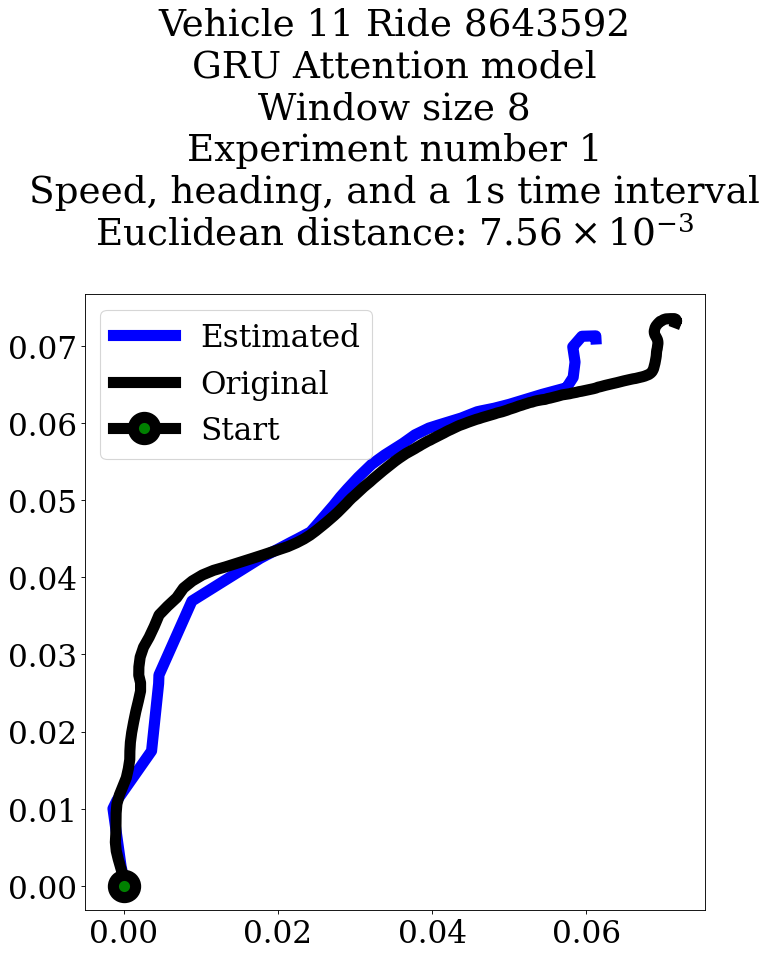 Vehicle 11 Ride 8643592
GRU Attention model
Window size 8
Experiment number 1
Speed, heading, and a 1s time interval
Euclidean distance: 7.56 × 10⁻³
Estimated
Original
Start
0.07
0.06
0.05
0.04
0.03
0.02
0.01
0.00
0.00 0.02 0.04 0.06